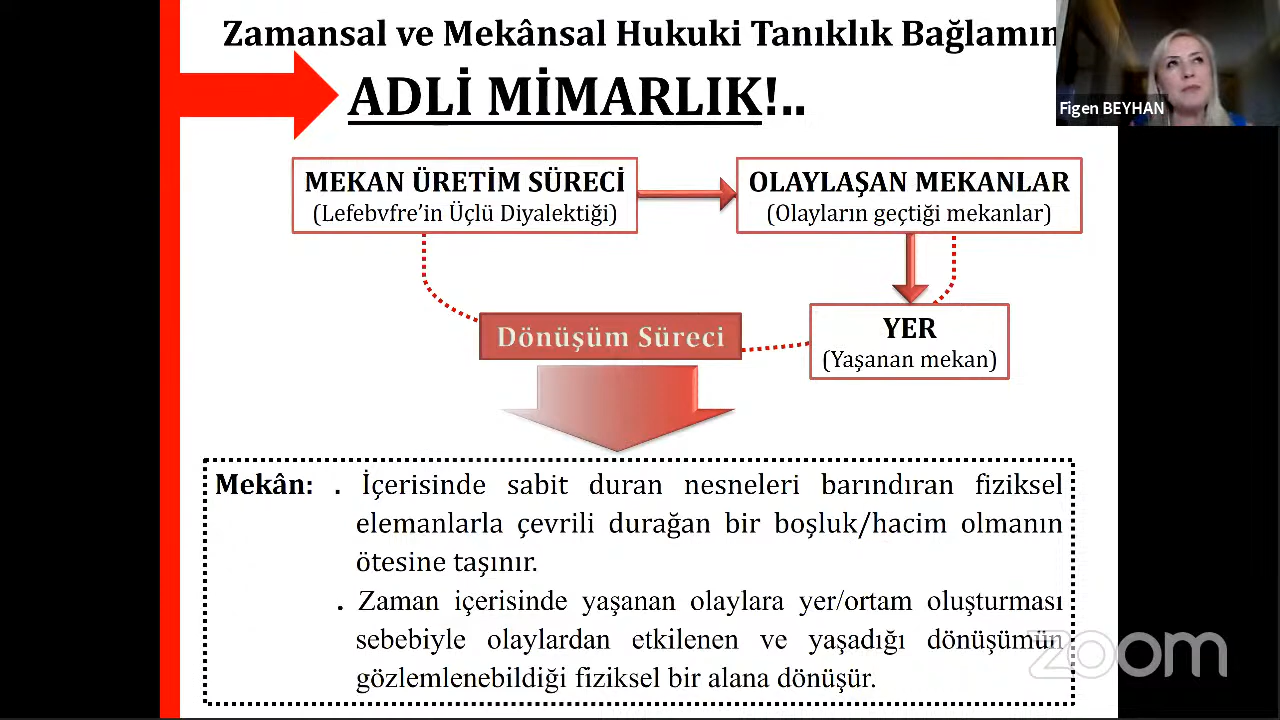 Zamansal ve Mekânsal Hukuki Tanıklık
ADLİ MİMARLIK!..
Figen BEYHAN
MEKAN ÜRETİM SÜRECİ
(Lefebvfre’in Üçlü Diyalektiği)
OLAYLAŞAN MEKANLAR
(Olayların geçtiği mekanlar)
YER
(Yaşanan mekan)
Dönüşüm Süreci
Mekân: . İçerisinde sabit duran nesneleri barındıran fiziksel
elemanlarla çevrili durağan bir boşluk/hacim olmanın
ötesine taşınır.
. Zaman içerisinde yaşanan olaylara yer/ortam oluşturması
sebebiyle olaylardan etkilenen ve yaşadığı dönüşümün
gözlemlenebildiği fiziksel bir alana dönüşür.
zoom